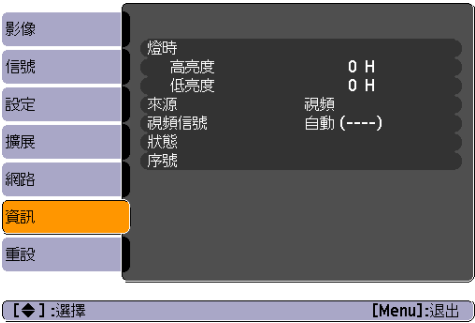 影像
信號
設定
擴展
網路
資訊
重設
燈時
高亮度 0 H
低亮度 0 H
來源 視頻
視頻信號 自動 (----)
狀態
序號
[◆] :選擇 [Menu]:退出